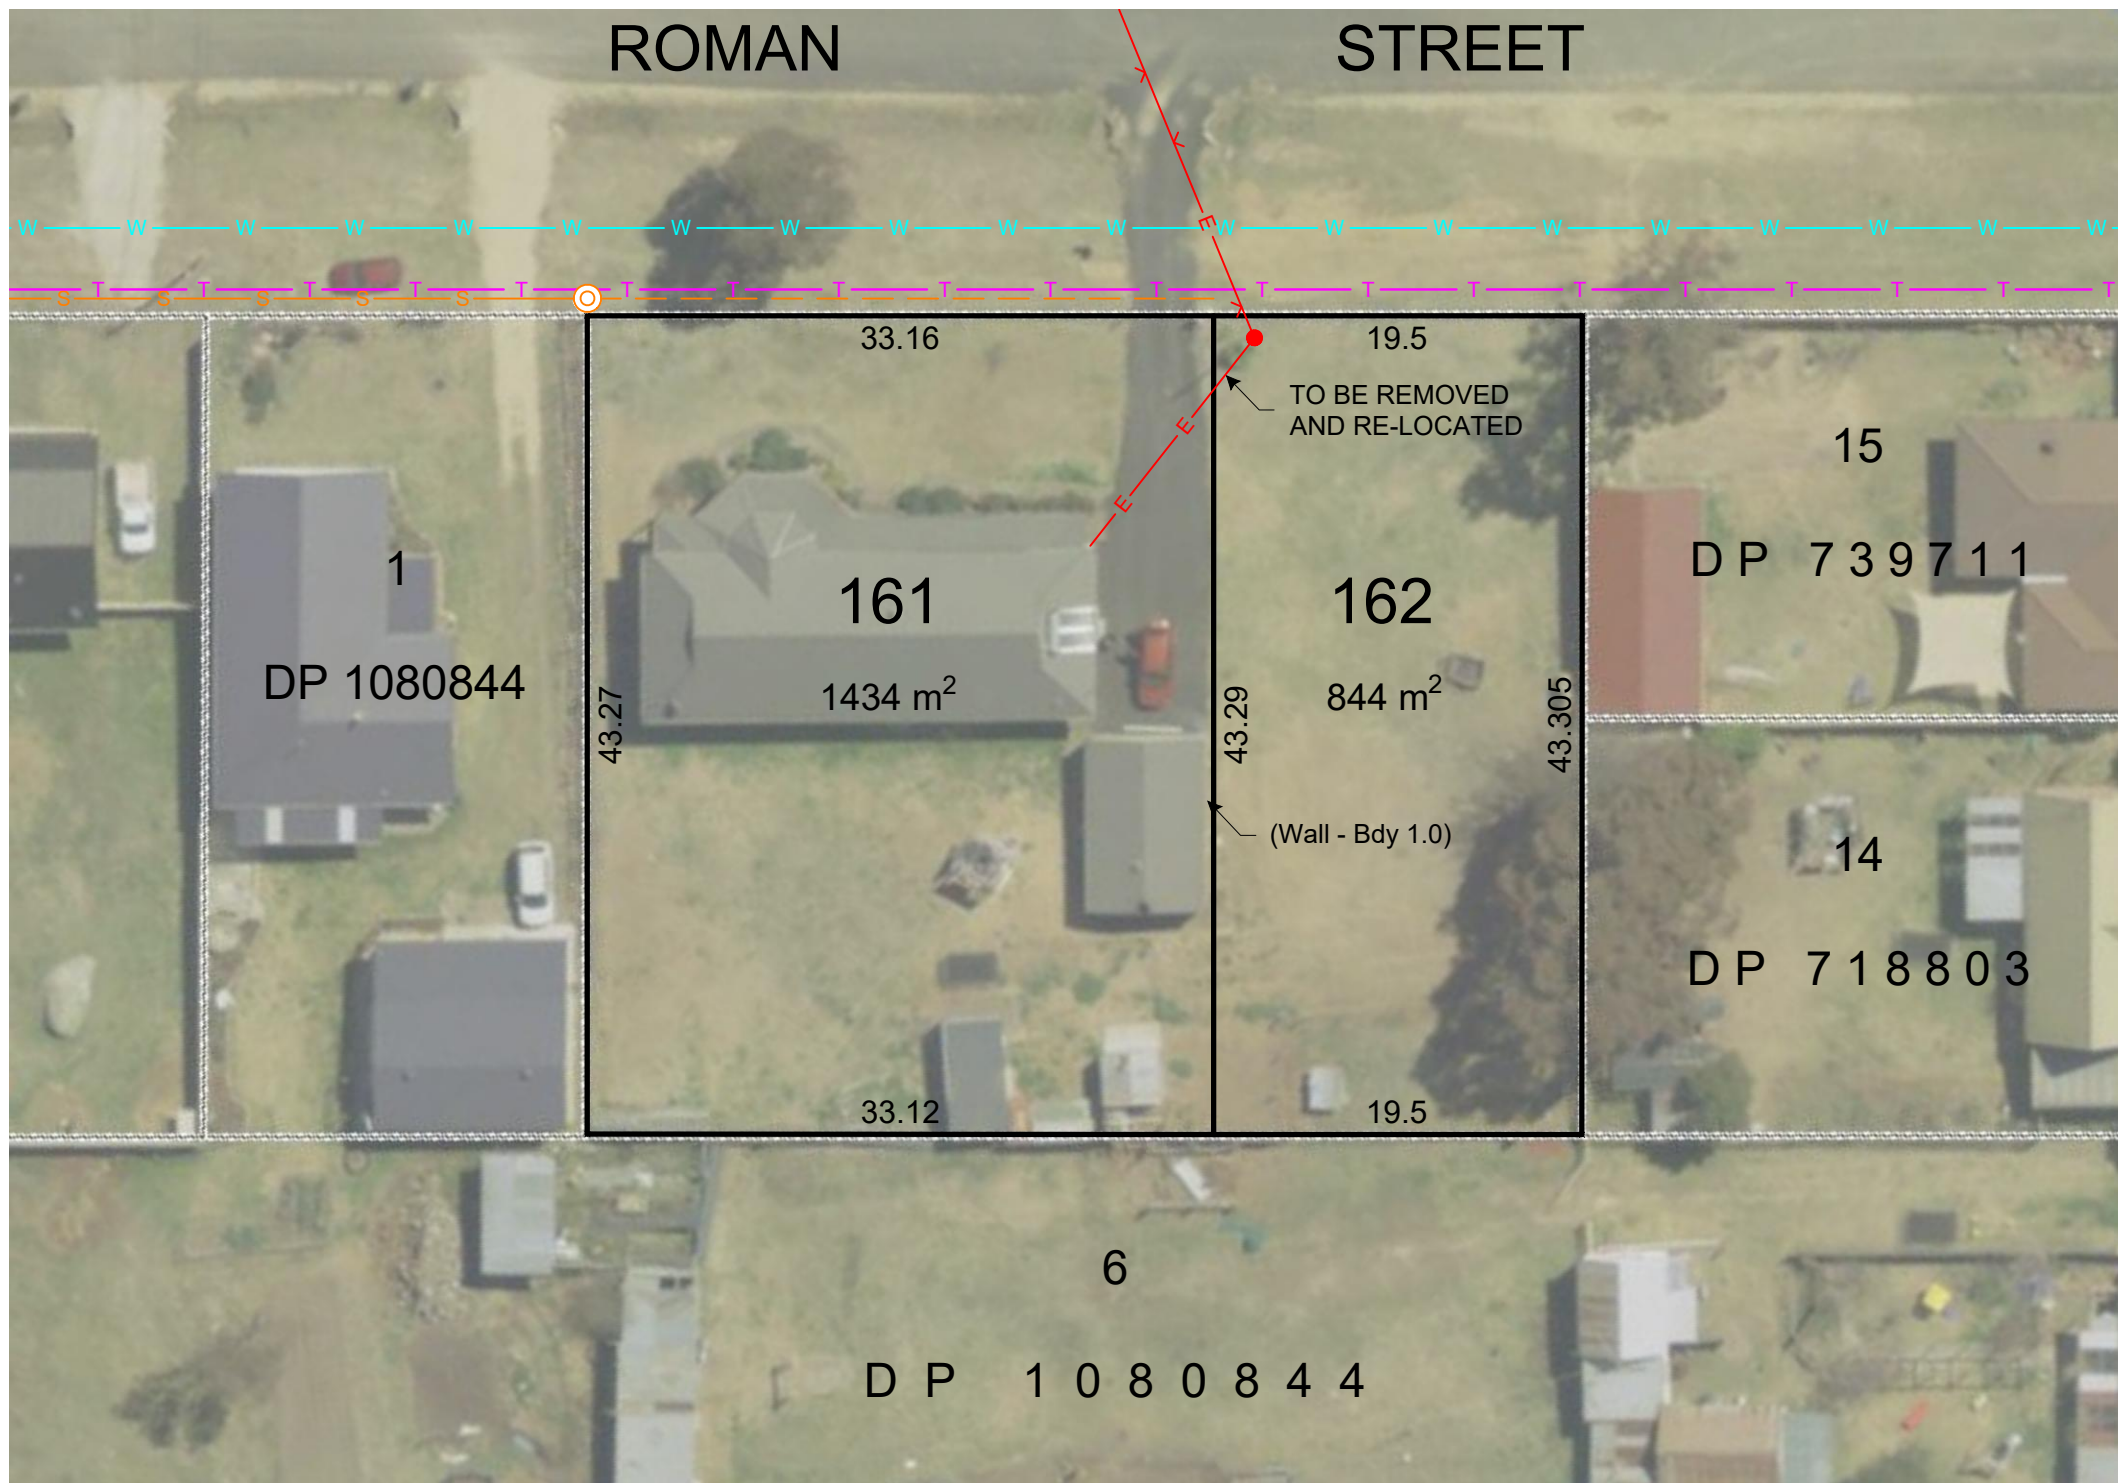 ROMAN STREET
W W W W W W W W W W W W W W W W W W W W
T T T T T T T T T T T T T T T T T T T T
S S S S S
Y
Y
E
Y
E
E
33.16
19.5
TO BE REMOVED
AND RE-LOCATED
15
DP 739711
1
DP 1080844
161
1434 m²
162
844 m²
43.27
43.29
43.305
(Wall - Bdy 1.0)
14
DP 718803
33.12
19.5
6
DP 1080844